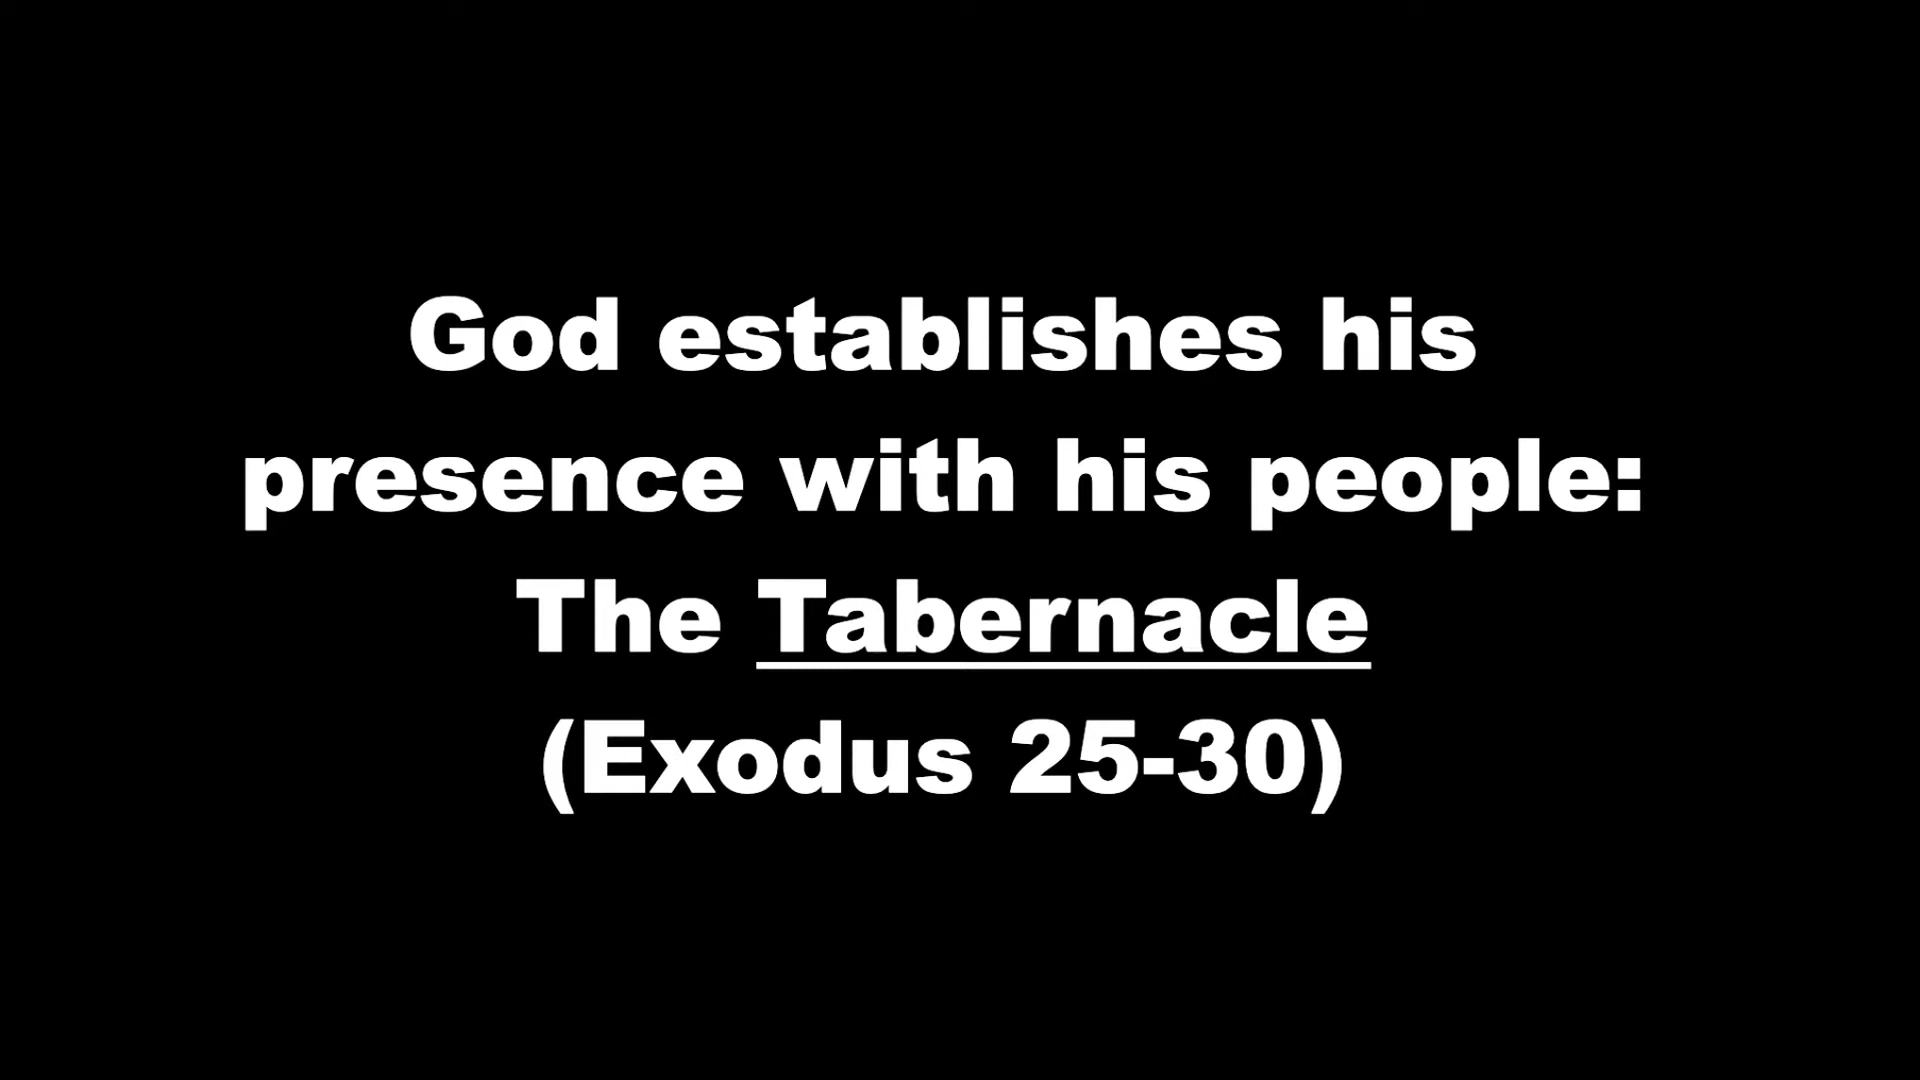 God establishes his
presence with his people:
The Tabernacle
(Exodus 25-30)